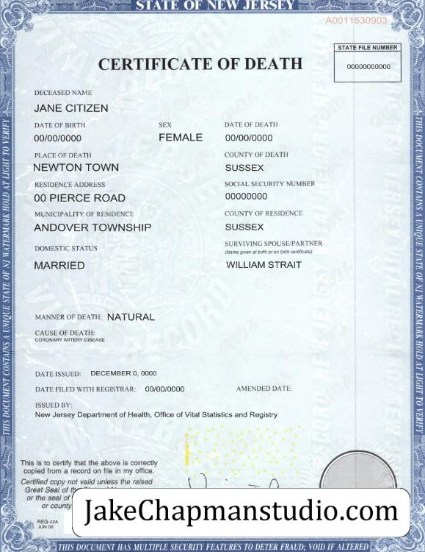 STATE OF NEW JERSEY
A0011530903
STATE FILE NUMBER
00000000000
CERTIFICATE OF DEATH
DECEASED NAME
JANE CITIZEN
DATE OF BIRTH SEX DATE OF DEATH
00/00/0000 FEMALE 00/00/0000
PLACE OF DEATH COUNTY OF DEATH
NEWTON TOWN SUSSEX
RESIDENCE ADDRESS SOCIAL SECURITY NUMBER
00 PIERCE ROAD 00000000
MUNICIPALITY OF RESIDENCE COUNTY OF RESIDENCE
ANDOVER TOWNSHIP SUSSEX
DOMESTIC STATUS SURVIVING SPOUSE/PARTNER
(Name given at birth or on birth certificate)
MARRIED WILLIAM STRAIT
MANNER OF DEATH: NATURAL
CAUSE OF DEATH:
CORONARY ARTERY DISEASE
DATE ISSUED: DECEMBER 0, 0000
DATE FILED WITH REGISTRAR: 00/00/0000 AMENDED DATE:
ISSUED BY:
New Jersey Department of Health, Office of Vital Statistics and Registry
This is to certify that the above is correctly
copied from a record on file in my office.
Certified copy not valid unless the raised
Great Seal of the
or the seal of
or county
REG-42A
JUN 09
JakeChapmanstudio.com
THIS DOCUMENT CONTAINS A UNIQUE STATE OF NJ WATERMARK HOLD AT LIGHT TO VERIFY
THIS DOCUMENT CONTAINS A UNIQUE STATE OF NJ WATERMARK HOLD AT LIGHT TO VERIFY
THIS DOCUMENT HAS MULTIPLE SECURITY FEATURES TO DETER FRAUD; VOID IF ALTERED